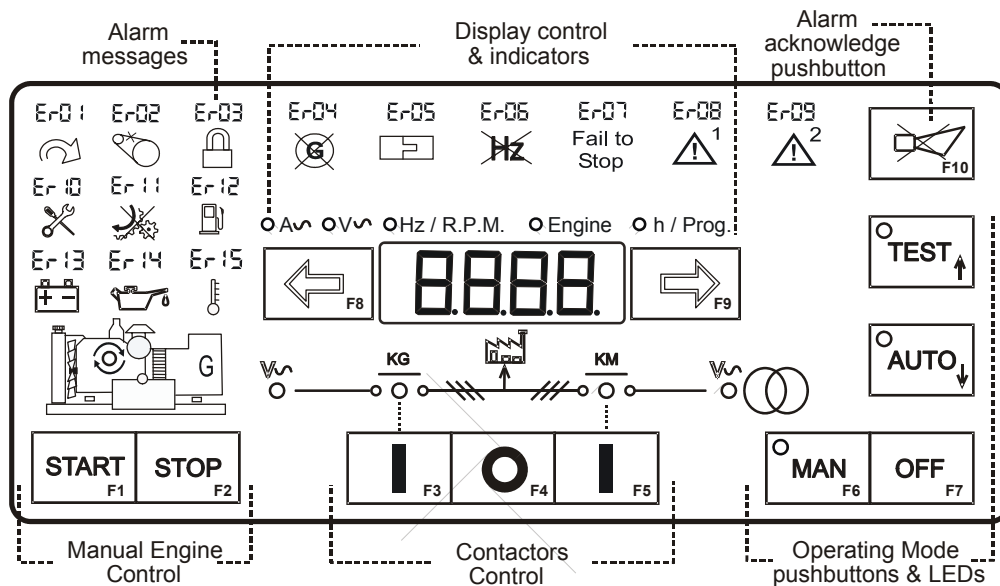 Alarm messages
Display control & indicators
Alarm acknowledge pushbutton
Er01 Er02 Er03 Er04 Er05 Er06 Er07 Er08 Er09
G
Hz
Fail to Stop
! 1
! 2
F10
Er10 Er11 Er12
A V Hz / R.P.M. Engine h / Prog.
TEST
Er13 Er14 Er15
F8
8.8.8.8.
F9
+ -
AUTO
G
V KG KM V
START F1
STOP F2
I F3
O F4
I F5
MAN F6
OFF F7
Manual Engine Control
Contactors Control
Operating Mode pushbuttons & LEDs